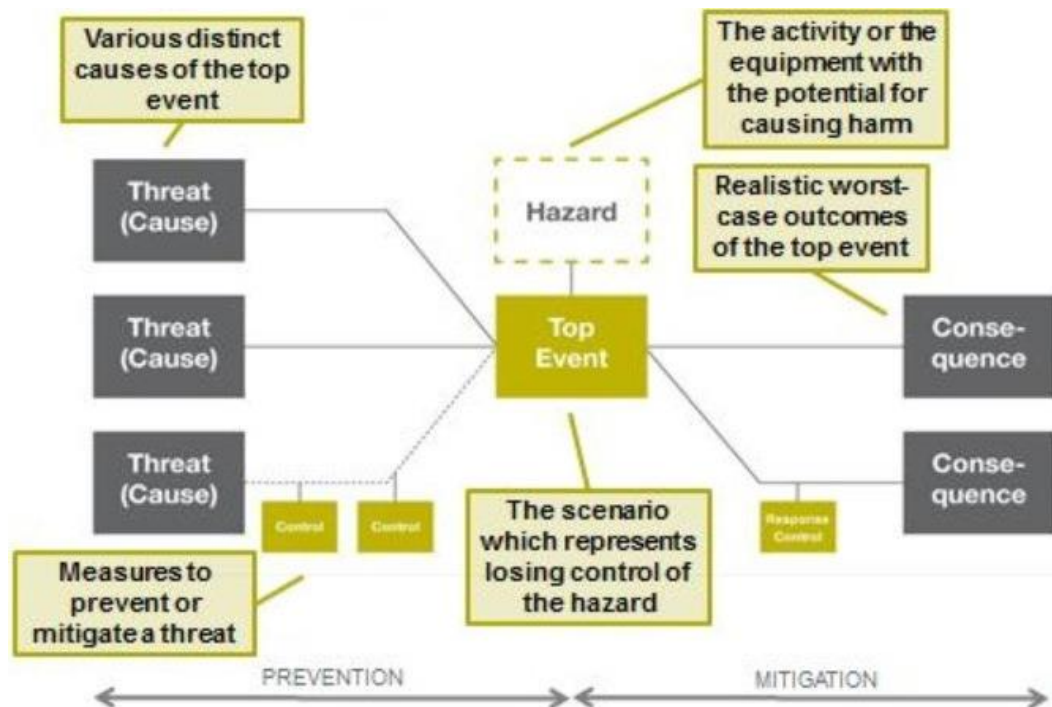 Various distinct
causes of the top
event
The activity or the
equipment with
the potential for
causing harm
Threat
(Cause)
Hazard
Realistic worst-
case outcomes
of the top event
Threat
(Cause)
Top
Event
Conse-
quence
Threat
(Cause)
Conse-
quence
Control
Control
Response
Control
The scenario
which represents
losing control of
the hazard
Measures to
prevent or
mitigate a threat
PREVENTION
MITIGATION